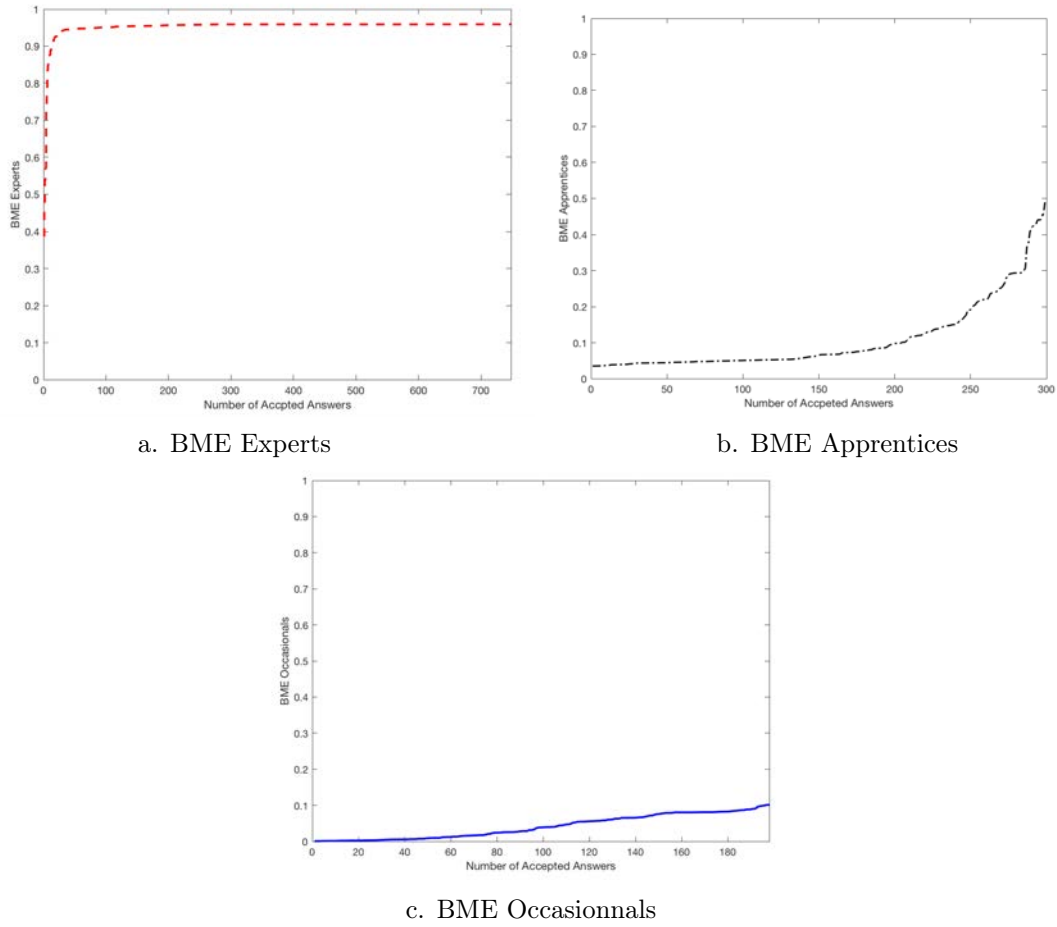 1
0.9
0.8
0.7
0.6
0.5
0.4
0.3
0.2
0.1
0
BME Experts
0 100 200 300 400 500 600 700
Number of Accpted Answers
a. BME Experts
1
0.9
0.8
0.7
0.6
0.5
0.4
0.3
0.2
0.1
0
BME Apprentices
0 50 100 150 200 250 300
Number of Accpeted Answers
b. BME Apprentices
1
0.9
0.8
0.7
0.6
0.5
0.4
0.3
0.2
0.1
0
BME Occasionals
0 20 40 60 80 100 120 140 160 180
Number of Accpted Answers
c. BME Occasionnals